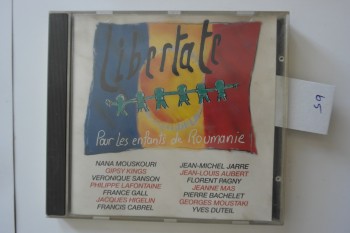 Libertate
Pour les enfants de Roumanie
NANA MOUSKOURI
GIPSY KINGS
VERONIQUE SANSON
PHILIPPE LAFONTAINE
FRANCE GALL
JACQUES HIGELIN
FRANCIS CABREL
JEAN-MICHEL JARRE
JEAN-LOUIS AUBERT
FLORENT PAGNY
JEANNE MAS
PIERRE BACHELET
GEORGES MOUSTAKI
YVES DUTEIL